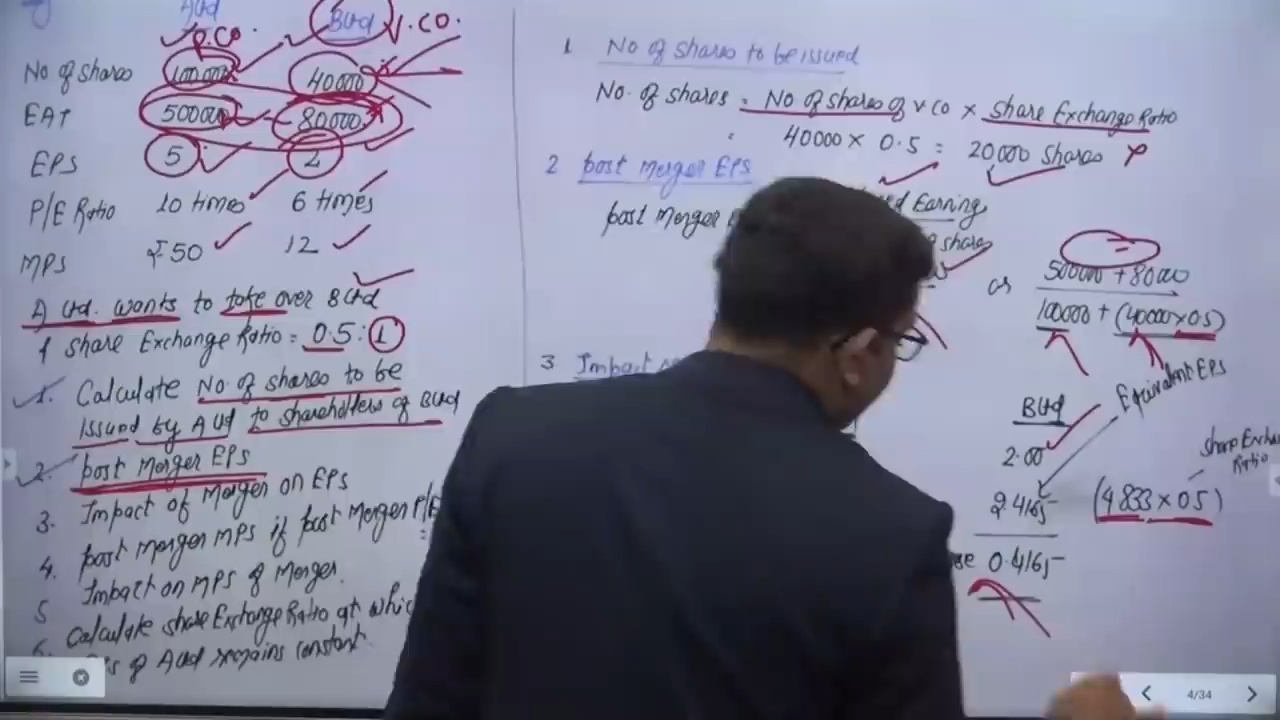 A Ltd B Ltd V.CO.
P.CO.
No of shares 100000 40000
EAT 500000 80000
EPS 5 2
P/E Ratio 10 times 6 times
MPS ₹50 12
A Ltd. wants to take over B Ltd
& share Exchange Ratio = 0.5:1
1. Calculate No. of shares to be
issued by A Ltd to shareholders of B Ltd
2. post Merger EPS
3. Impact of Merger on EPS
4. post merger MPS if post Merger P/E
5 Impact on MPS of Merger.
6. Calculate share Exchange Ratio at which
of A Ltd remains constant.
1 No of shares to be issued
No. of shares = No of shares of v co × share Exchange Ratio
= 40000 × 0.5 = 20000 shares
2 post Merger EPS
post Merger Earning
shares
or 500000 + 80000
100000 + (40000×0.5)
3 Impact
B Ltd Equivalent EPS
2.00
share Exchan
Ratio
2.4165 (4.833 × 0.5)
se 0.4165
4/34